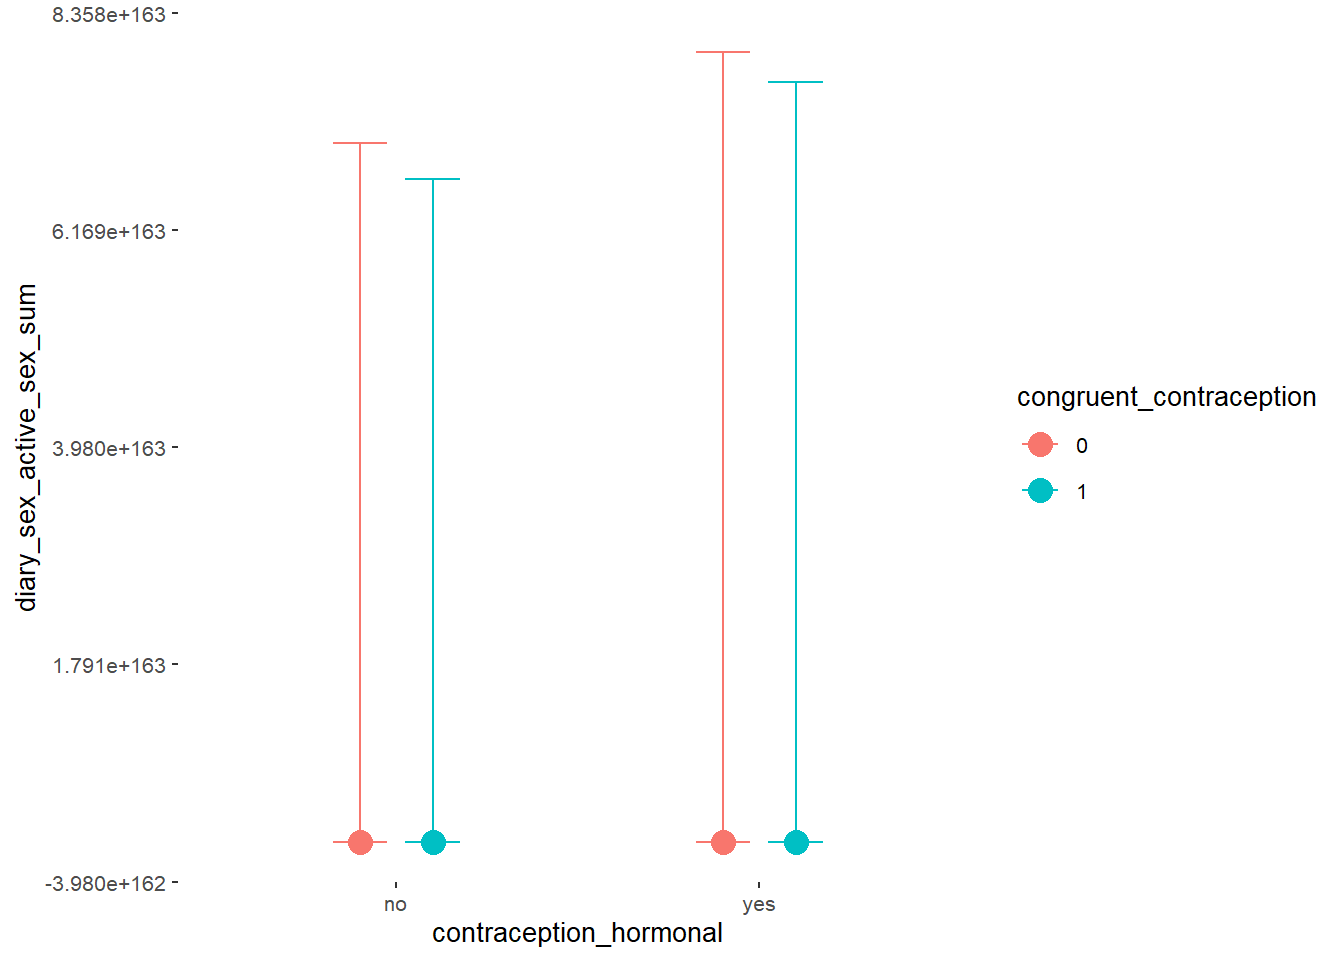 8.358e+163
6.169e+163
3.980e+163
1.791e+163
-3.980e+162
diary_sex_active_sex_sum
no
yes
contraception_hormonal
congruent_contraception
0
1